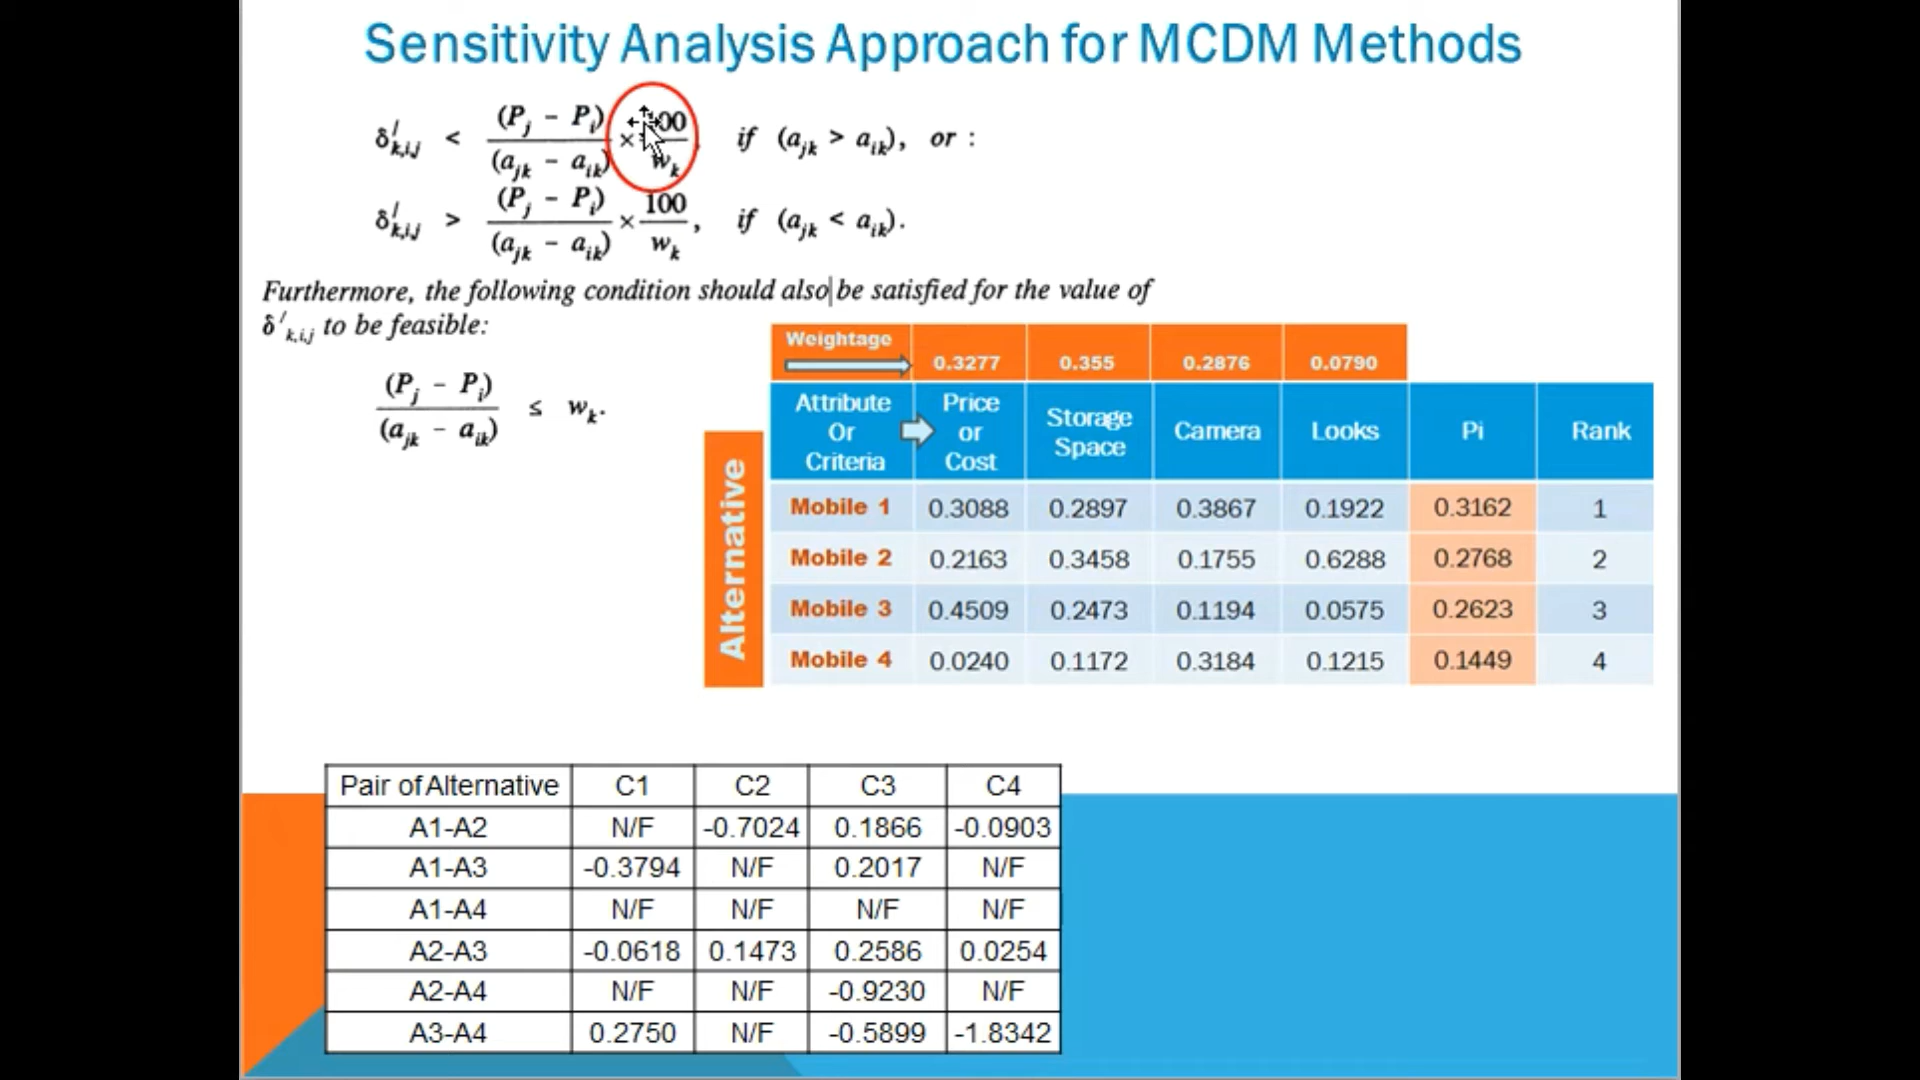 Sensitivity Analysis Approach for MCDM Methods
δ′k,i,j < (Pj - Pi) / (ajk - aik) × 100 / wk, if (ajk > aik), or :
δ′k,i,j > (Pj - Pi) / (ajk - aik) × 100 / wk, if (ajk < aik).
Furthermore, the following condition should also be satisfied for the value of
δ′k,i,j to be feasible:
(Pj - Pi) / (ajk - aik) ≤ wk.
Weightage 0.3277 0.355 0.2876 0.0790
Attribute Or Criteria Price or Cost Storage Space Camera Looks Pi Rank
Alternative
Mobile 1 0.3088 0.2897 0.3867 0.1922 0.3162 1
Mobile 2 0.2163 0.3458 0.1755 0.6288 0.2768 2
Mobile 3 0.4509 0.2473 0.1194 0.0575 0.2623 3
Mobile 4 0.0240 0.1172 0.3184 0.1215 0.1449 4
Pair of Alternative C1 C2 C3 C4
A1-A2 N/F -0.7024 0.1866 -0.0903
A1-A3 -0.3794 N/F 0.2017 N/F
A1-A4 N/F N/F N/F N/F
A2-A3 -0.0618 0.1473 0.2586 0.0254
A2-A4 N/F N/F -0.9230 N/F
A3-A4 0.2750 N/F -0.5899 -1.8342